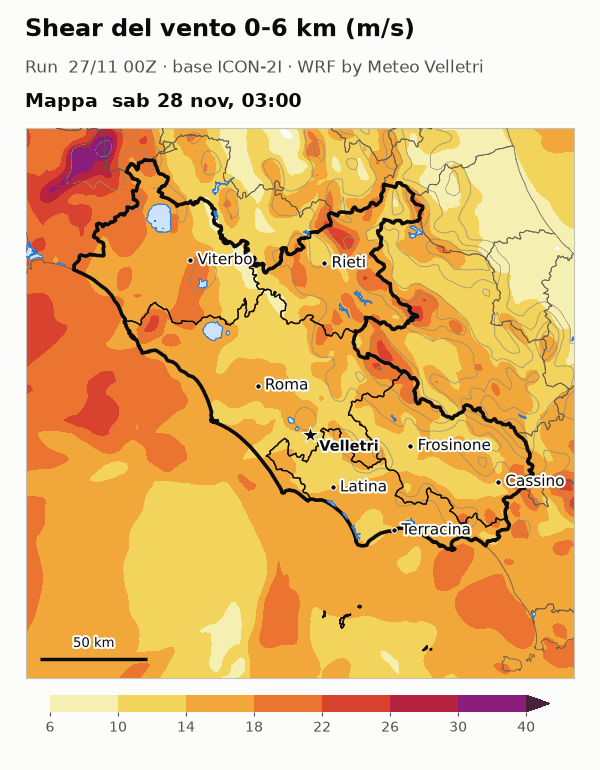 Shear del vento 0-6 km (m/s)
Run  27/11 00Z · base ICON-2I · WRF by Meteo Velletri
Mappa  sab 28 nov, 03:00
Viterbo
Rieti
Roma
Velletri
Frosinone
Cassino
Latina
Terracina
50 km
6 10 14 18 22 26 30 40